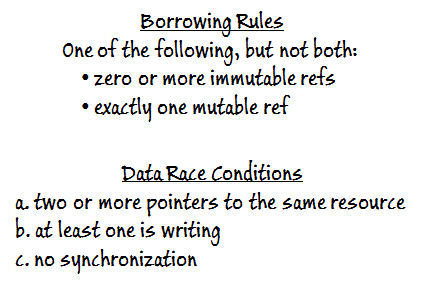 Borrowing Rules
One of the following, but not both:
• zero or more immutable refs
• exactly one mutable ref
Data Race Conditions
a. two or more pointers to the same resource
b. at least one is writing
c. no synchronization